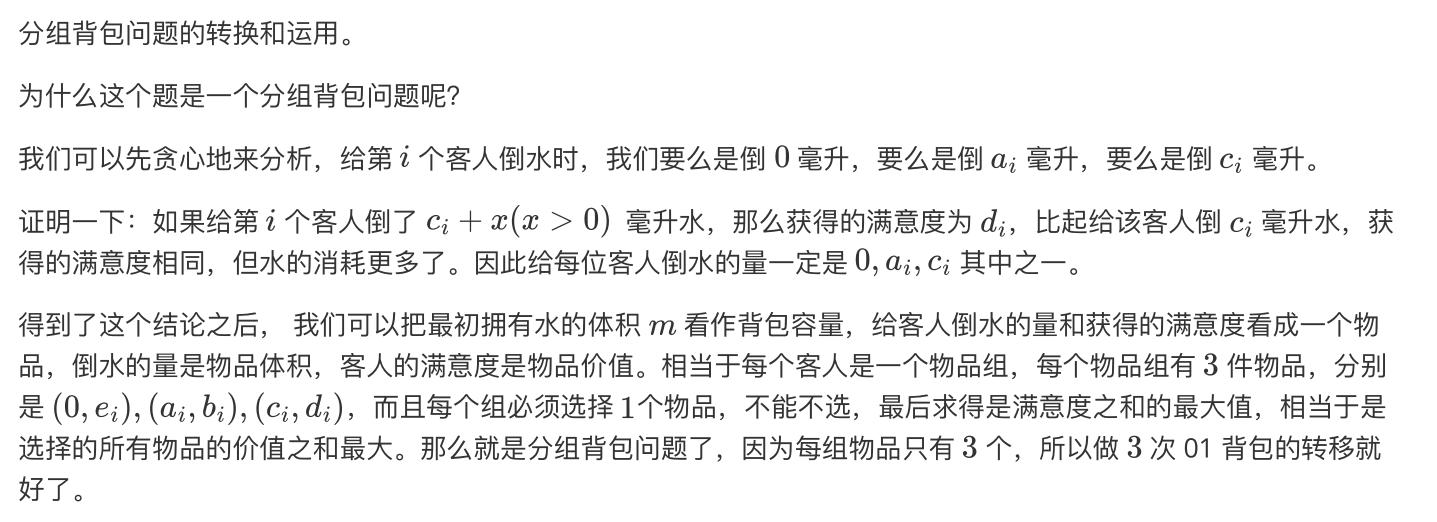 分组背包问题的转换和运用。
为什么这个题是一个分组背包问题呢?
我们可以先贪心地来分析，给第 i 个客人倒水时，我们要么是倒 0 毫升，要么是倒 a_i 毫升，要么是倒 c_i 毫升。
证明一下：如果给第 i 个客人倒了 c_i + x(x > 0) 毫升水，那么获得的满意度为 d_i，比起给该客人倒 c_i 毫升水，获
得的满意度相同，但水的消耗更多了。因此给每位客人倒水的量一定是 0, a_i, c_i 其中之一。
得到了这个结论之后， 我们可以把最初拥有水的体积 m 看作背包容量，给客人倒水的量和获得的满意度看成一个物
品，倒水的量是物品体积，客人的满意度是物品价值。相当于每个客人是一个物品组，每个物品组有 3 件物品，分别
是 (0, e_i), (a_i, b_i), (c_i, d_i)，而且每个组必须选择 1个物品，不能不选，最后求得是满意度之和的最大值，相当于是
选择的所有物品的价值之和最大。那么就是分组背包问题了，因为每组物品只有 3 个，所以做 3 次 01 背包的转移就
好了。